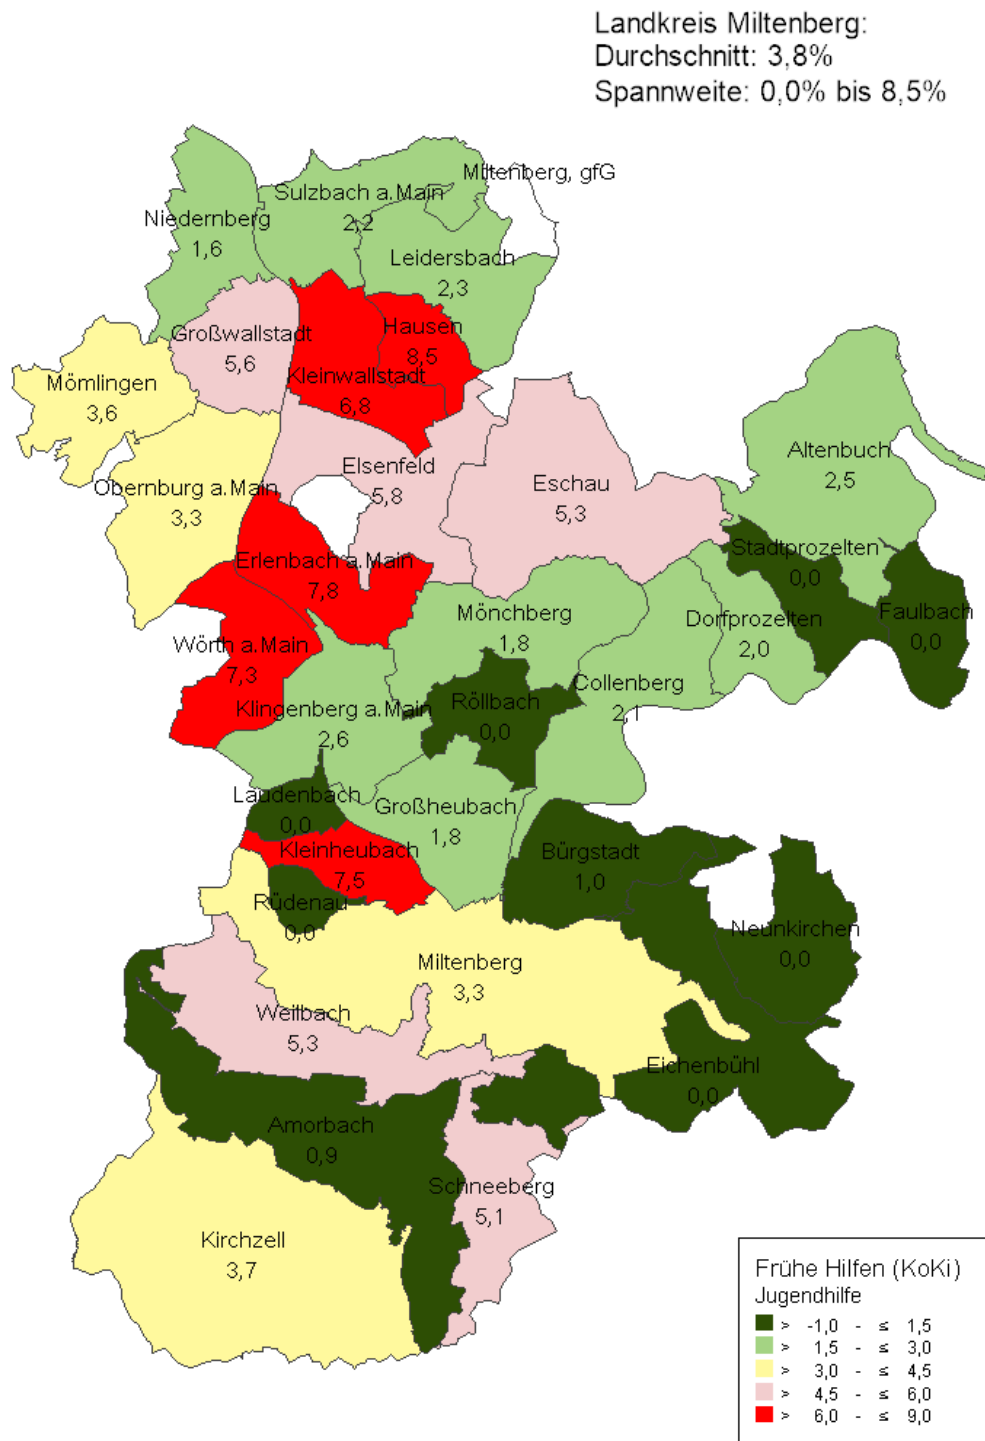 Landkreis Miltenberg:
Durchschnitt: 3,8%
Spannweite: 0,0% bis 8,5%
Miltenberg, gfG
Sulzbach a.Main
2,2
Niedernberg
1,6
Leidersbach
2,3
Hausen
8,5
Großwallstadt
5,6
Kleinwallstadt
6,8
Mömlingen
3,6
Altenbuch
2,5
Elsenfeld
5,8
Eschau
5,3
Obernburg a.Main
3,3
Stadtprozelten
0,0
Erlenbach a.Main
7,8
Mönchberg
1,8
Dorfprozelten
2,0
Faulbach
0,0
Wörth a.Main
7,3
Collenberg
2,1
Röllbach
0,0
Klingenberg a.Main
2,6
Laudenbach
0,0
Großheubach
1,8
Kleinheubach
7,5
Bürgstadt
1,0
Rüdenau
0,0
Neunkirchen
0,0
Miltenberg
3,3
Weilbach
5,3
Eichenbühl
0,0
Amorbach
0,9
Schneeberg
5,1
Kirchzell
3,7
Frühe Hilfen (KoKi)
Jugendhilfe
> -1,0 - ≤ 1,5
> 1,5 - ≤ 3,0
> 3,0 - ≤ 4,5
> 4,5 - ≤ 6,0
> 6,0 - ≤ 9,0